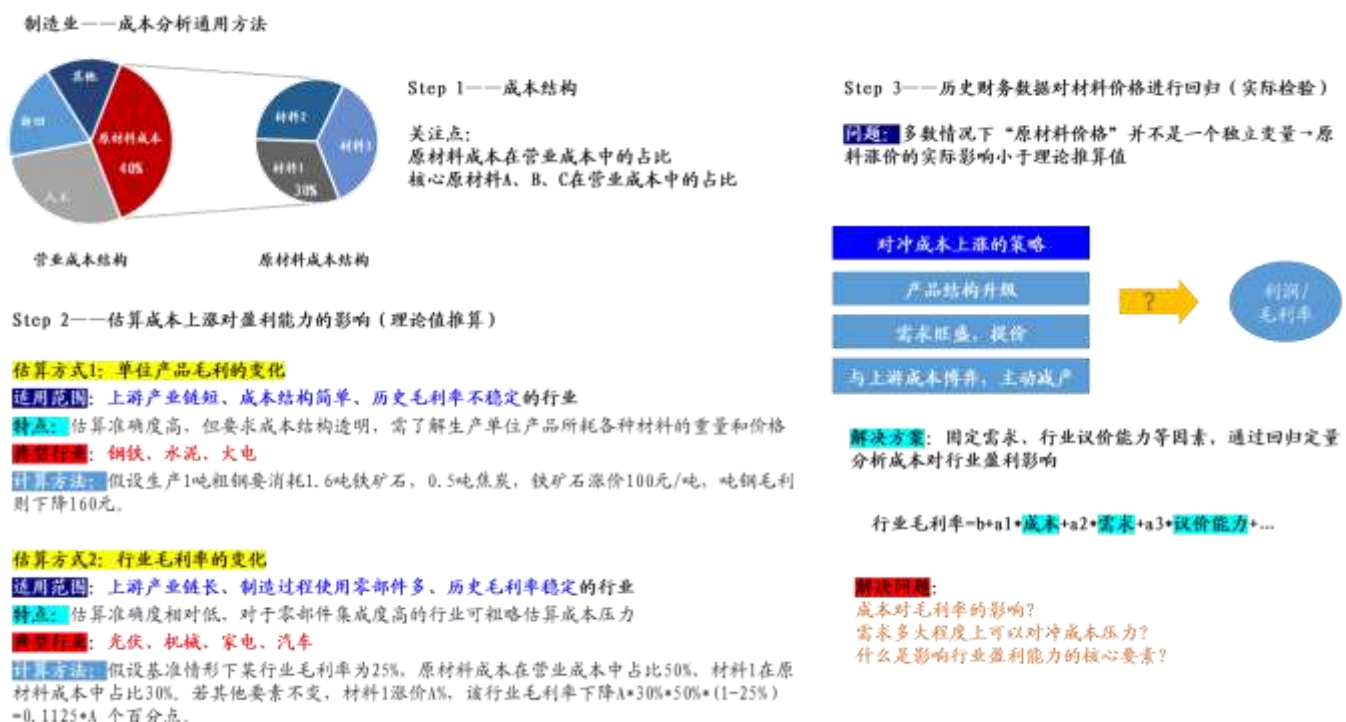 制造业——成本分析通用方法
其他
折旧
人工
原材料成本
40%
材料2
材料3
材料1
30%
营业成本结构
原材料成本结构
Step 1——成本结构
关注点：
原材料成本在营业成本中的占比
核心原材料A、B、C在营业成本中的占比
Step 2——估算成本上涨对盈利能力的影响（理论值推算）
估算方式1：单位产品毛利的变化
适用范围：上游产业链短、成本结构简单、历史毛利率不稳定的行业
特点：估算准确度高，但要求成本结构透明，需了解生产单位产品所耗各种材料的重量和价格
典型行业：钢铁、水泥、火电
计算方法：假设生产1吨粗钢要消耗1.6吨铁矿石，0.5吨焦炭，铁矿石涨价100元/吨，吨钢毛利
则下降160元。
估算方式2：行业毛利率的变化
适用范围：上游产业链长、制造过程使用零部件多、历史毛利率稳定的行业
特点：估算准确度相对低，对于零部件集成度高的行业可粗略估算成本压力
典型行业：光伏、机械、家电、汽车
计算方法：假设基准情形下某行业毛利率为25%，原材料成本在营业成本中占比50%，材料1在原
材料成本中占比30%。若其他要素不变，材料1涨价A%，该行业毛利率下降A*30%*50%*(1-25%)
=0.1125*A 个百分点。
Step 3——历史财务数据对材料价格进行回归（实际检验）
问题：多数情况下“原材料价格”并不是一个独立变量→原
料涨价的实际影响小于理论推算值
对冲成本上涨的策略
产品结构升级
需求旺盛，提价
与上游成本博弈，主动减产
?
利润/
毛利率
解决方案：固定需求、行业议价能力等因素，通过回归定量
分析成本对行业盈利影响
行业毛利率=b+a1*成本+a2*需求+a3*议价能力+…
解决问题：
成本对毛利率的影响？
需求多大程度上可以对冲成本压力？
什么是影响行业盈利能力的核心要素？